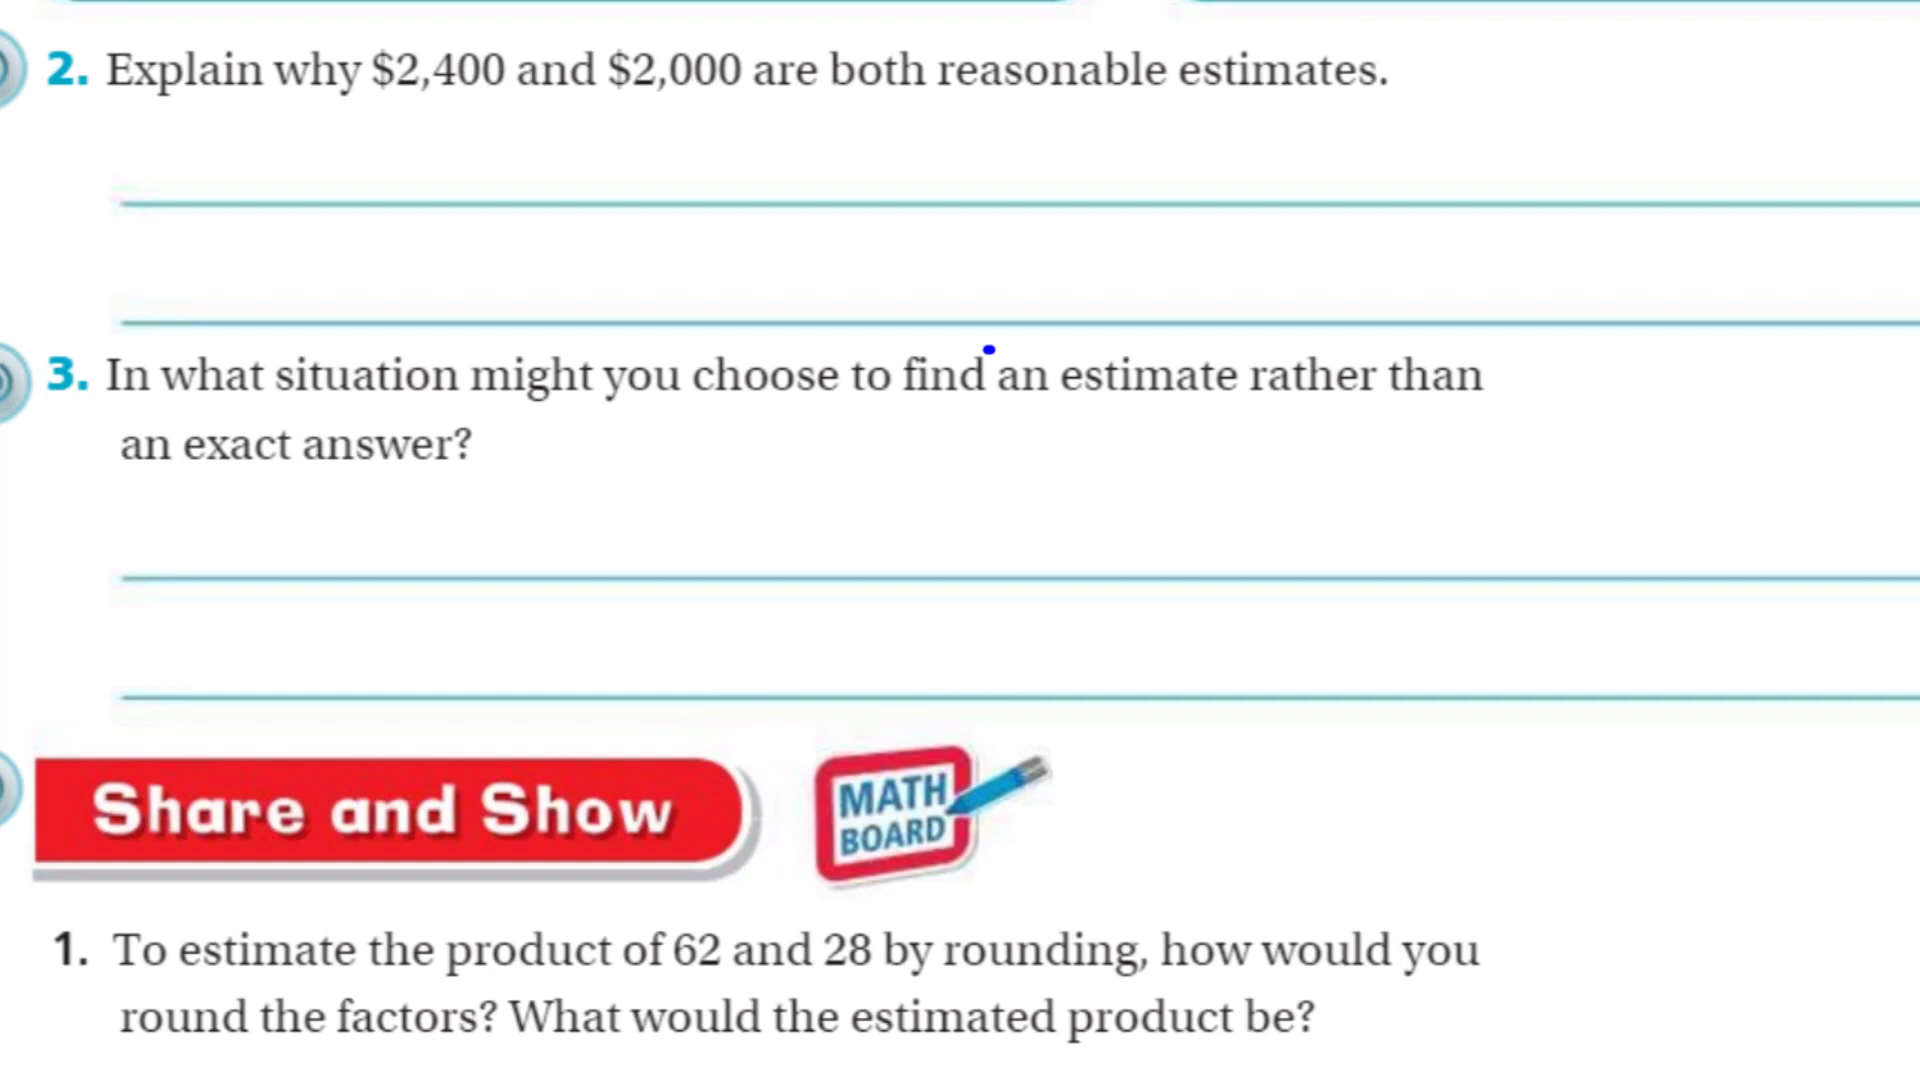 2. Explain why $2,400 and $2,000 are both reasonable estimates.
3. In what situation might you choose to find an estimate rather than
an exact answer?
Share and Show
MATH
BOARD
1. To estimate the product of 62 and 28 by rounding, how would you
round the factors? What would the estimated product be?